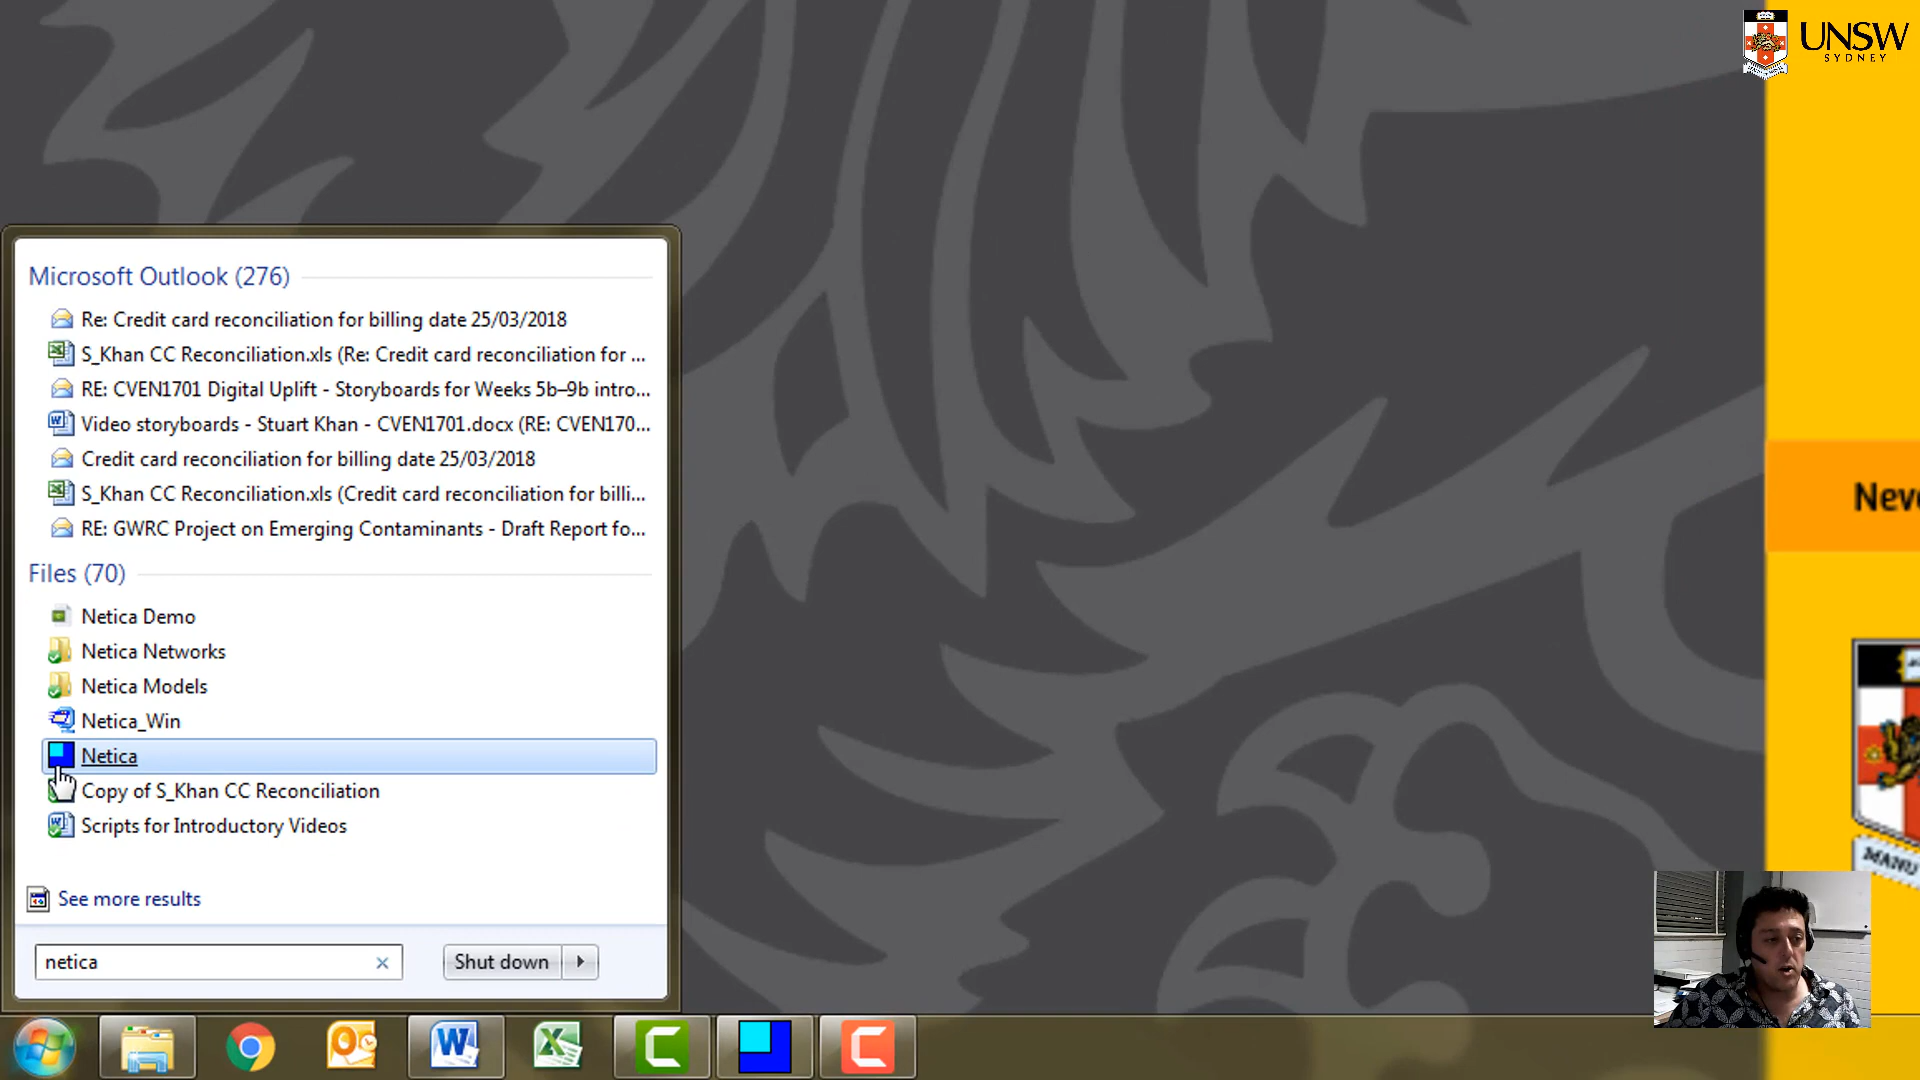 UNSW
SYDNEY
Microsoft Outlook (276)
Re: Credit card reconciliation for billing date 25/03/2018
S_Khan CC Reconciliation.xls (Re: Credit card reconciliation for ...
RE: CVEN1701 Digital Uplift - Storyboards for Weeks 5b–9b intro...
Video storyboards - Stuart Khan - CVEN1701.docx (RE: CVEN170...
Credit card reconciliation for billing date 25/03/2018
S_Khan CC Reconciliation.xls (Credit card reconciliation for billi...
RE: GWRC Project on Emerging Contaminants - Draft Report fo...
Files (70)
Netica Demo
Netica Networks
Netica Models
Netica_Win
Netica
Copy of S_Khan CC Reconciliation
Scripts for Introductory Videos
See more results
netica
Shut down
Neve
MANU